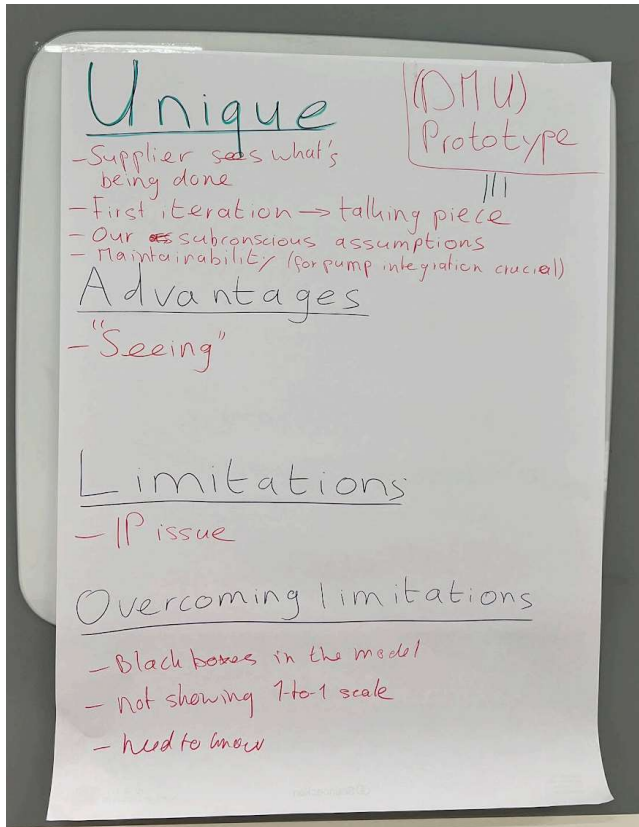 Unique
(DMU)
Prototype
- Supplier sees what's
being done
- First iteration → talking piece
- Our subconscious assumptions
- Maintainability (for pump integration crucial)
Advantages
- "Seeing"
Limitations
- IP issue
Overcoming limitations
- Black boxes in the model
- not showing 1-to-1 scale
- need to know